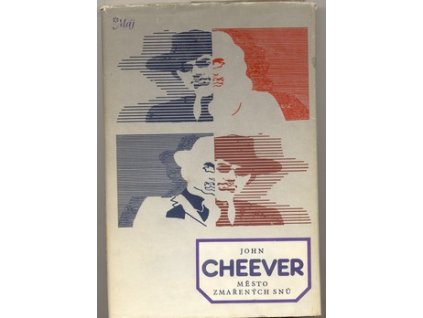 Máj
JOHN
CHEEVER
MĚSTO
ZMAŘENÝCH SNŮ